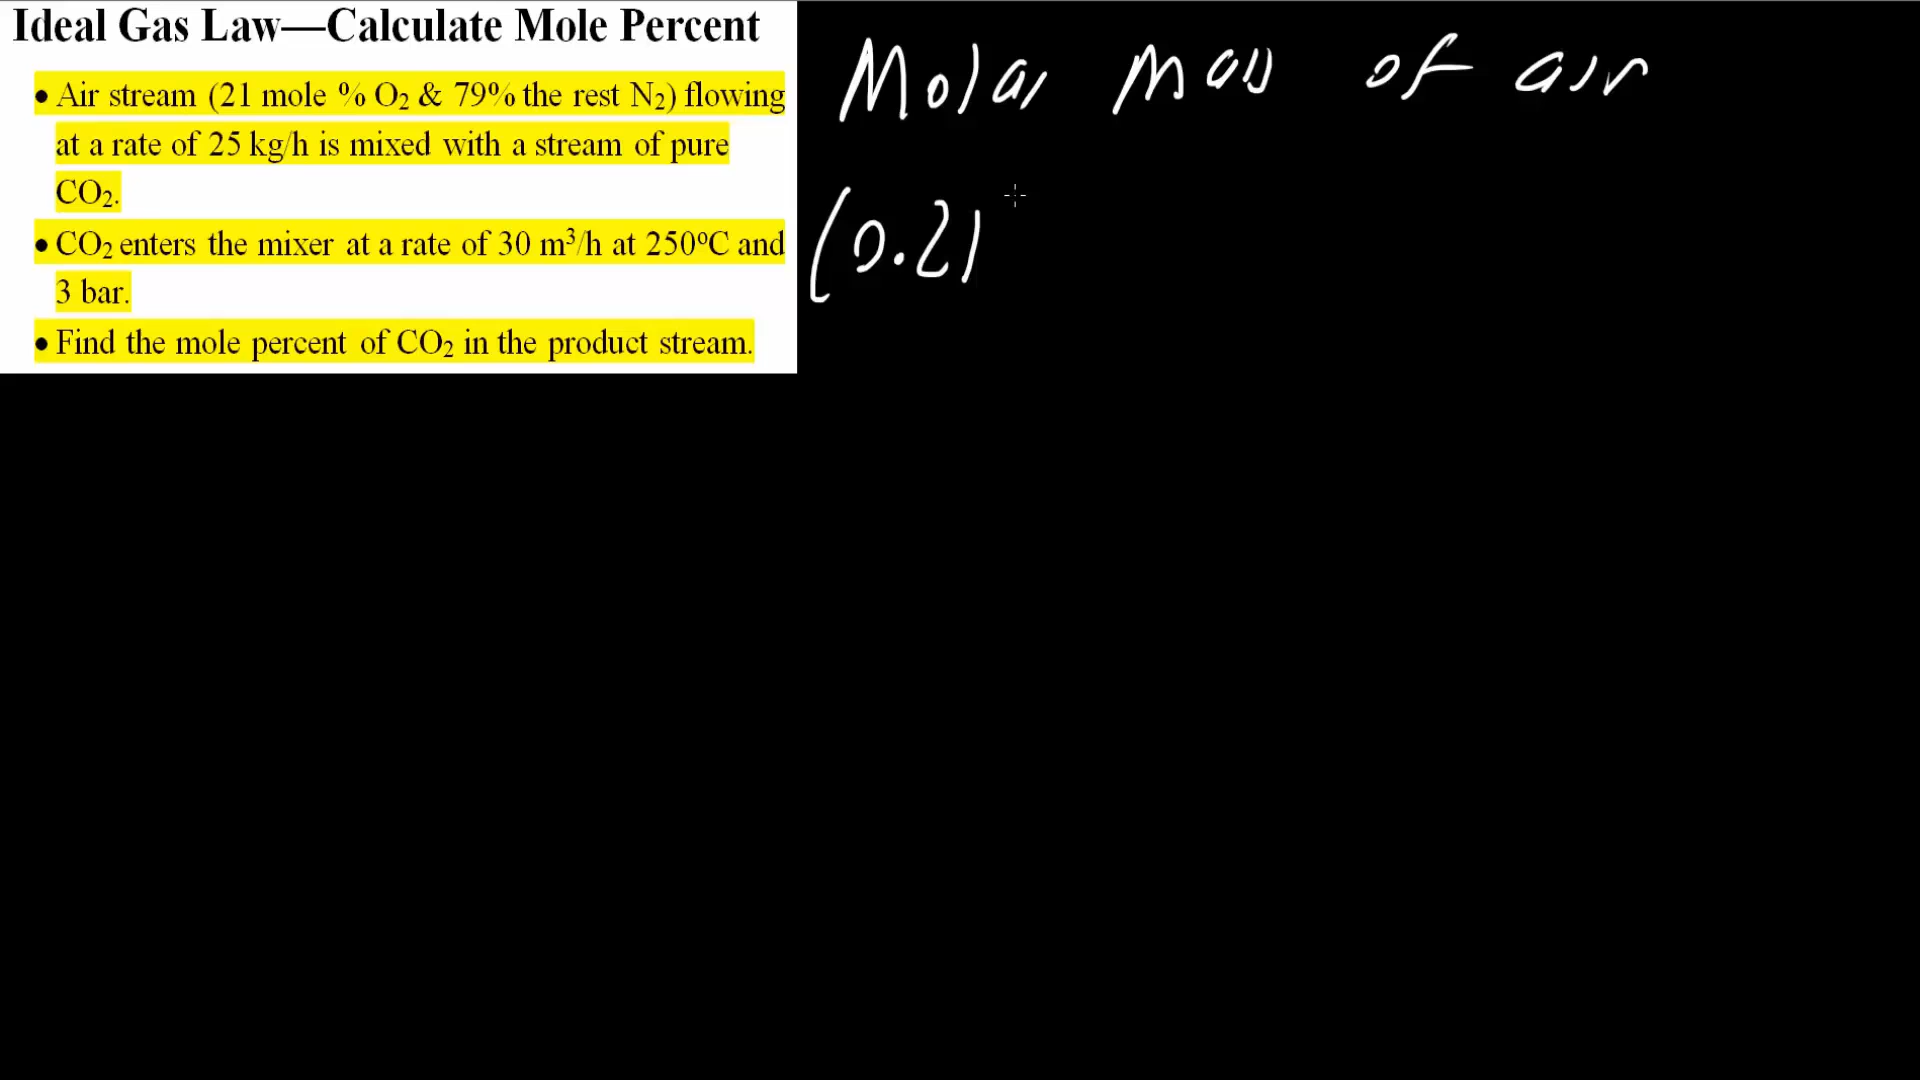 Ideal Gas Law—Calculate Mole Percent
• Air stream (21 mole % O₂ & 79% the rest N₂) flowing
at a rate of 25 kg/h is mixed with a stream of pure
CO₂.
• CO₂ enters the mixer at a rate of 30 m³/h at 250⁰C and
3 bar.
• Find the mole percent of CO₂ in the product stream.
Molar mass of air
(0.21